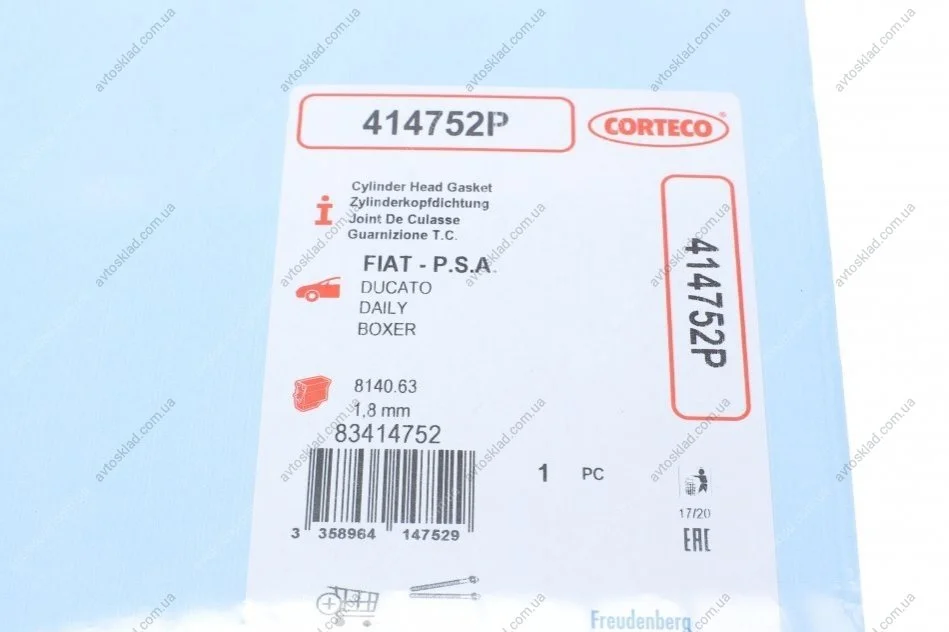 414752P
CORTECO
Cylinder Head Gasket
Zylinderkopfdichtung
Joint De Culasse
Guarnizione T.C.
FIAT - P.S.A.
DUCATO
DAILY
BOXER
414752P
8140.63
1,8 mm
83414752
1 PC
17/20
EAC
3 358964 147529
Freudenberg
avtosklad.com.ua